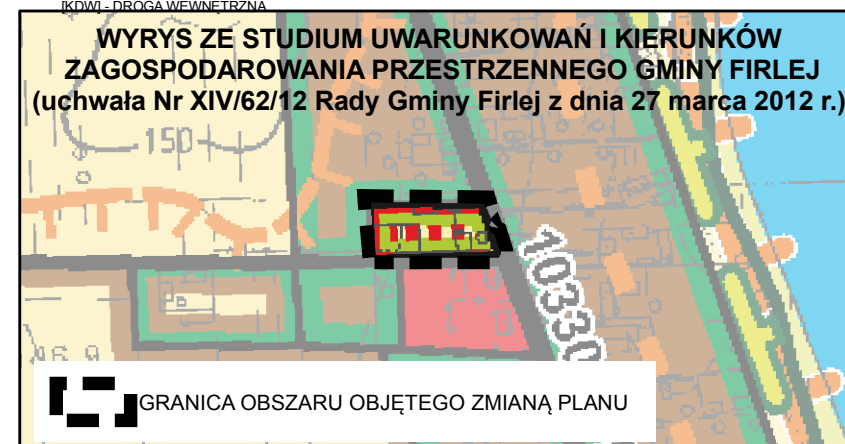 [KDW] - DROGA WEWNĘTRZNA
WYRYS ZE STUDIUM UWARUNKOWAŃ I KIERUNKÓW
ZAGOSPODAROWANIA PRZESTRZENNEGO GMINY FIRLEJ
(uchwała Nr XIV/62/12 Rady Gminy Firlej z dnia 27 marca 2012 r.)
150
10330
GRANICA OBSZARU OBJĘTEGO ZMIANĄ PLANU